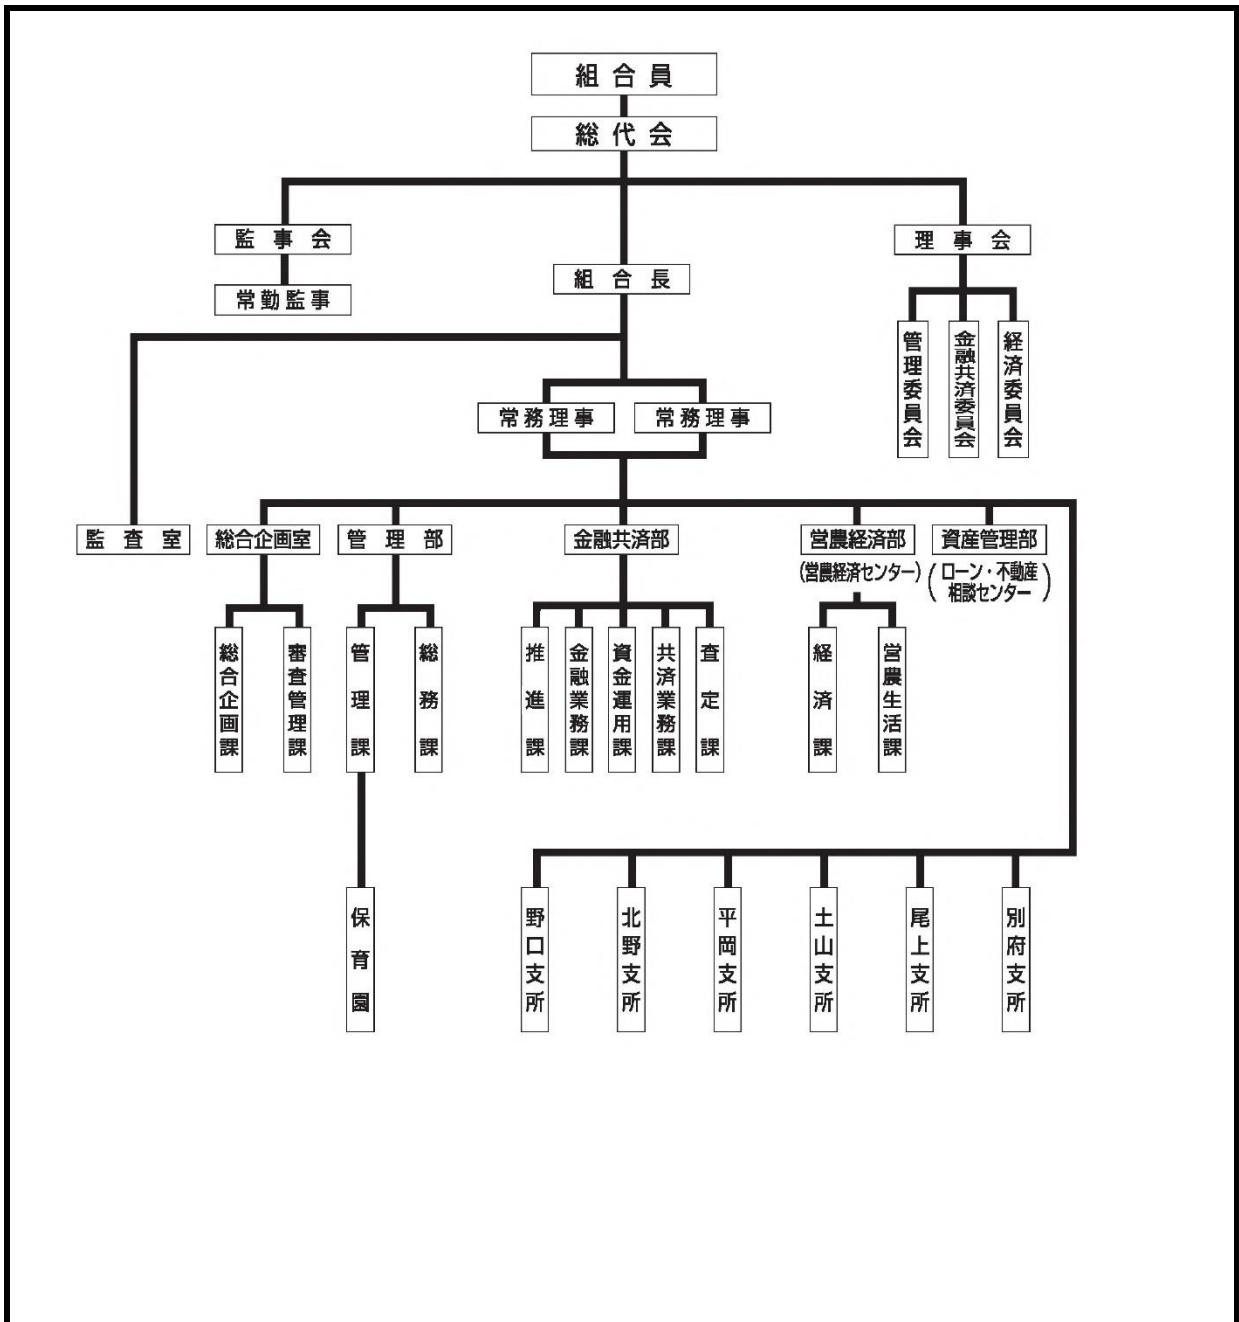 組合員
総代会
監事会
理事会
組合長
常勤監事
管理委員会
金融共済委員会
経済委員会
常務理事
常務理事
監査室
総合企画室
管理部
金融共済部
営農経済部
(営農経済センター)
資産管理部
(ローン・不動産
相談センター)
総合企画課
審査管理課
管理課
総務課
推進課
金融業務課
資金運用課
共済業務課
査定課
経済課
営農生活課
保育園
野口支所
北野支所
平岡支所
土山支所
尾上支所
別府支所